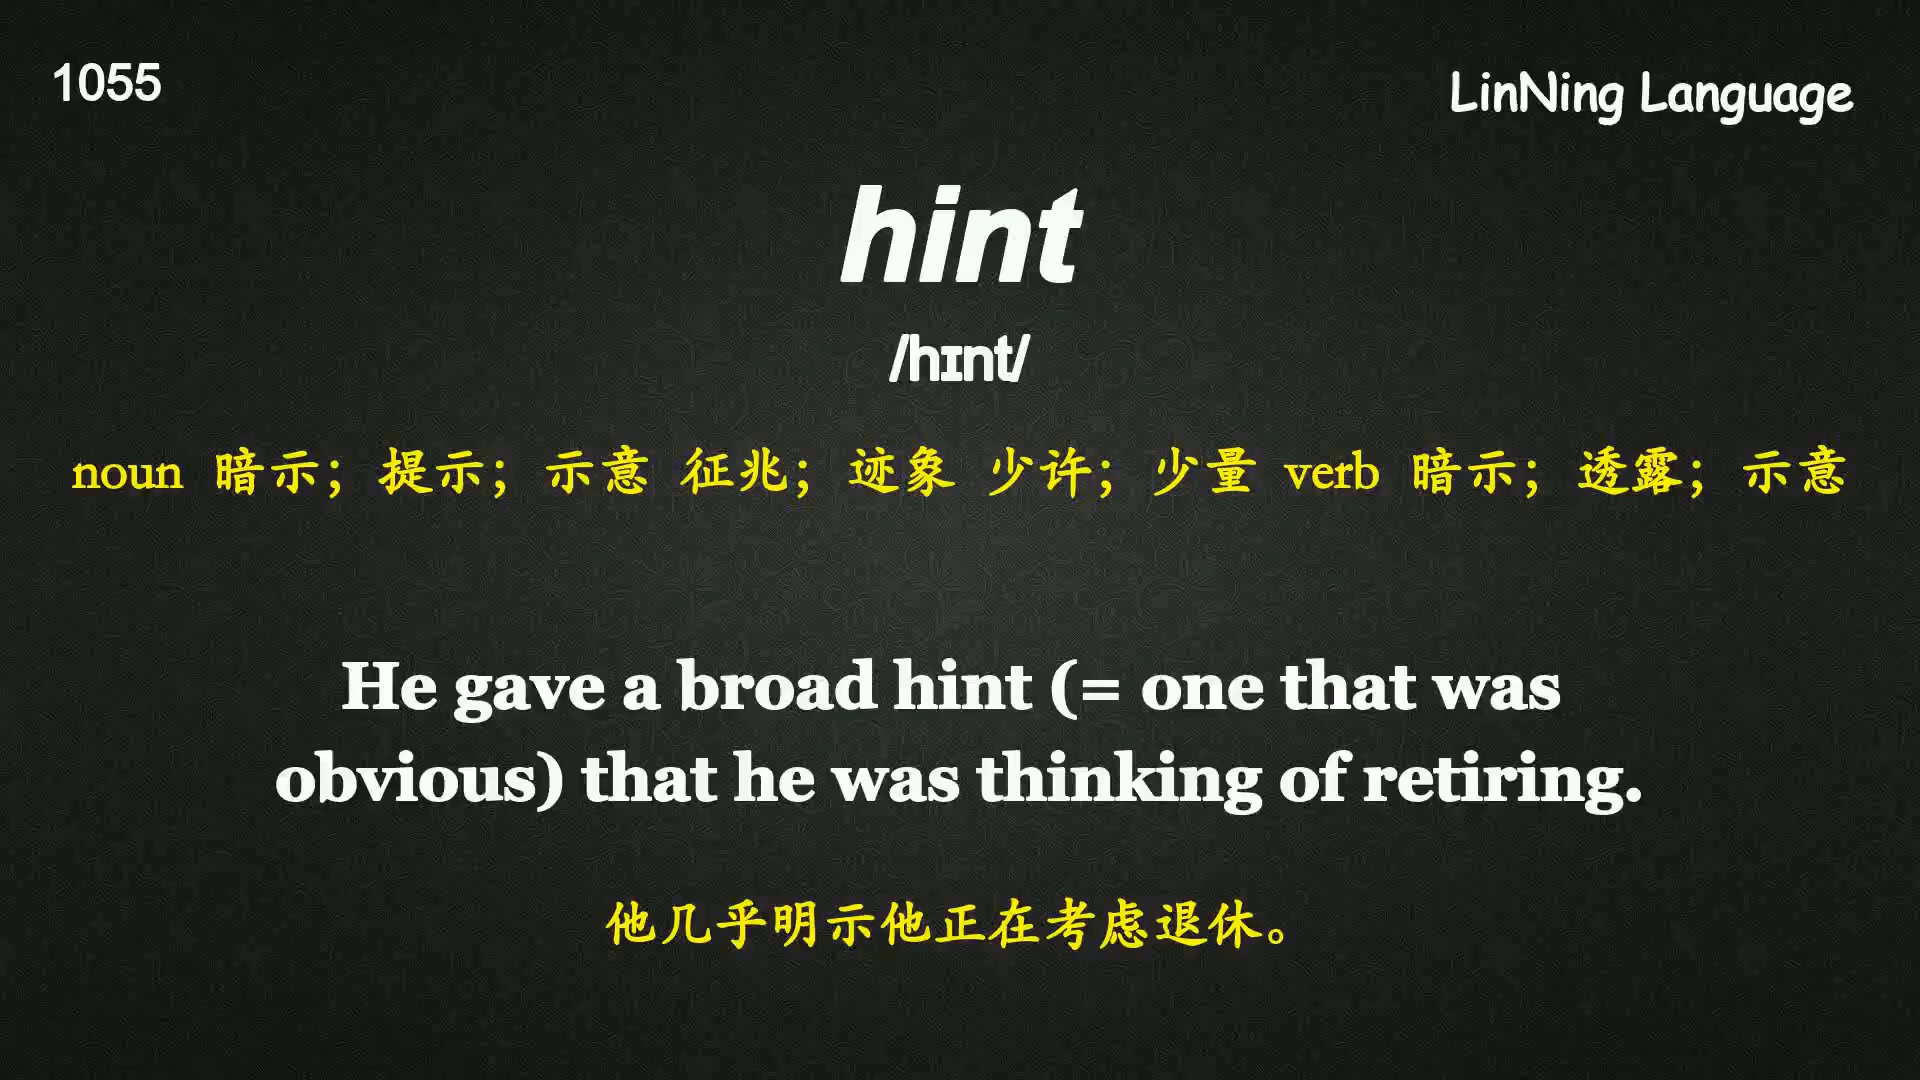 1055
LinNing Language
hint
/hɪnt/
noun 暗示；提示；示意 征兆；迹象 少许；少量 verb 暗示；透露；示意
He gave a broad hint (= one that was
obvious) that he was thinking of retiring.
他几乎明示他正在考虑退休。